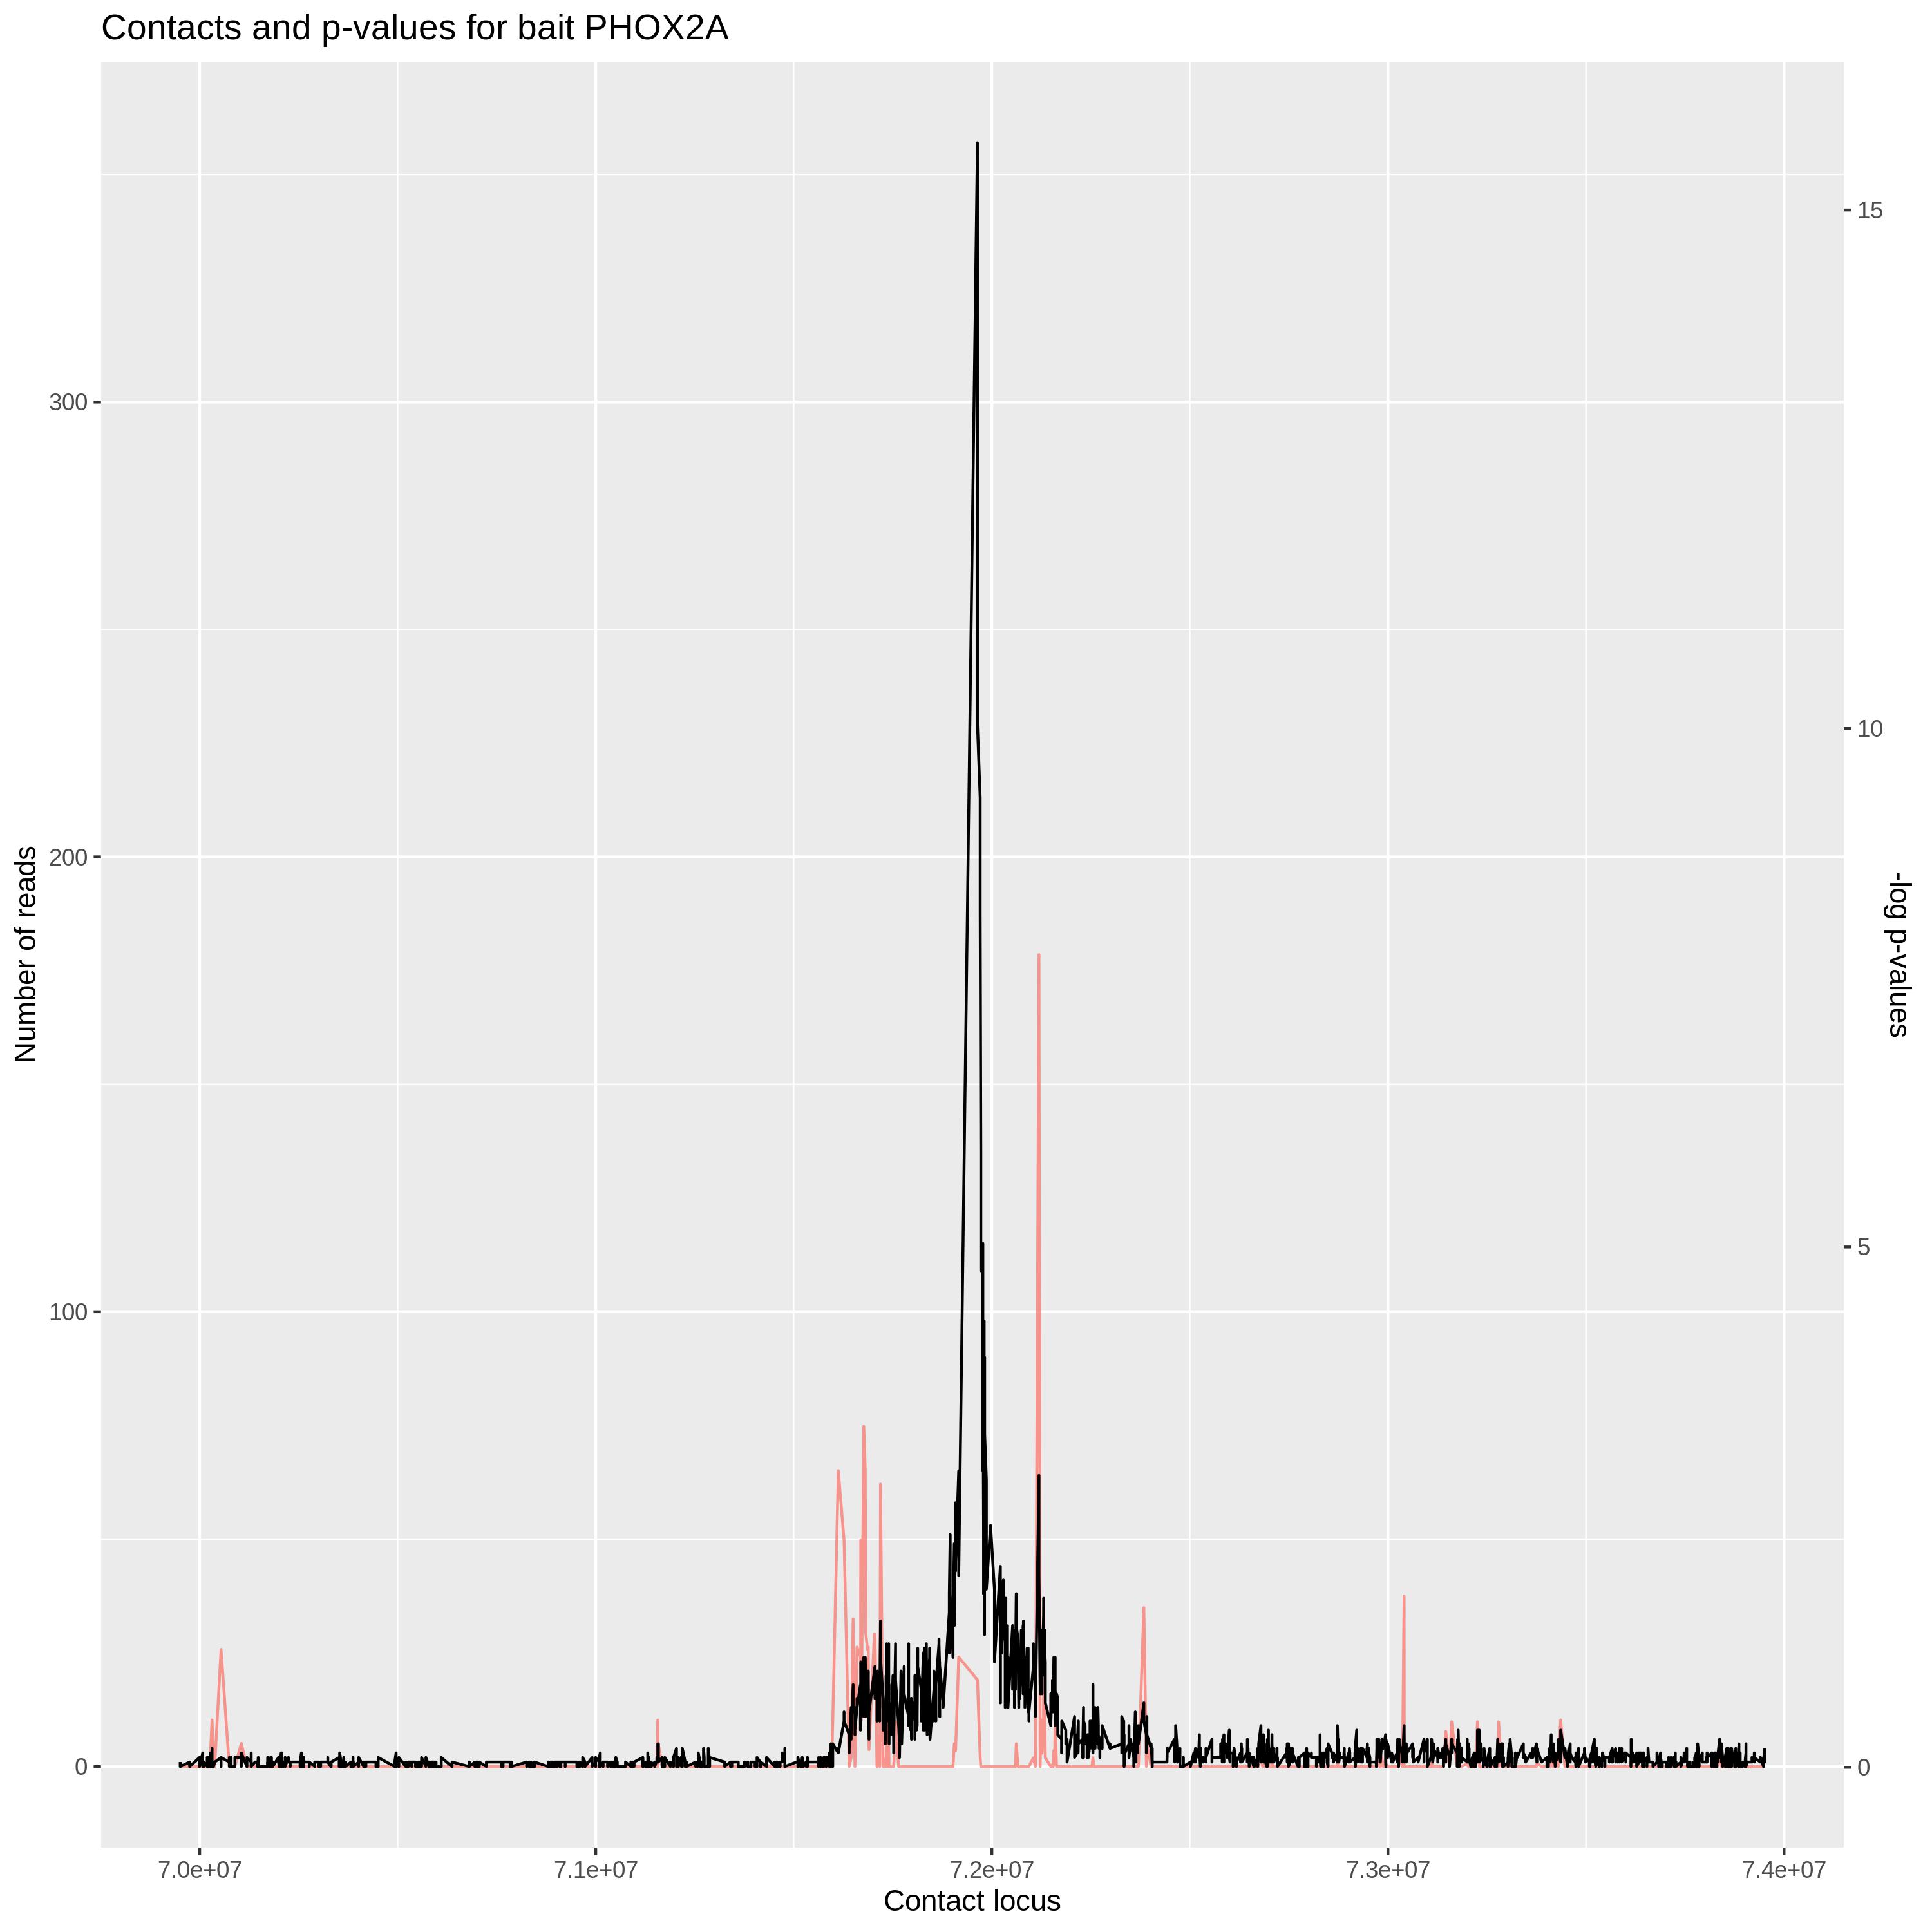 Contacts and p-values for bait PHOX2A
Number of reads
300
200
100
0
15
10
5
0
-log p-values
7.0e+07
7.1e+07
7.2e+07
7.3e+07
7.4e+07
Contact locus